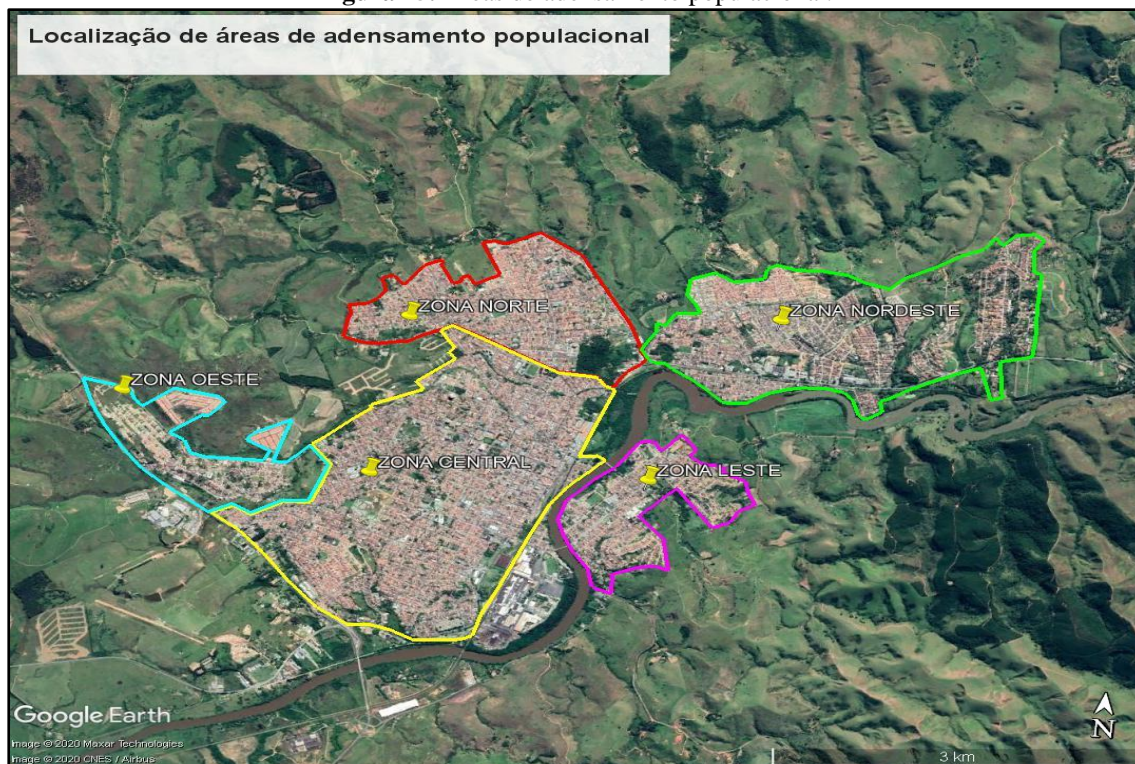 Localização de áreas de adensamento populacional
ZONA NORTE
ZONA NORDESTE
ZONA OESTE
ZONA CENTRAL
ZONA LESTE
Google Earth
N
Image © 2020 Maxar Technologies
Image © 2020 CNES / Airbus
3 km